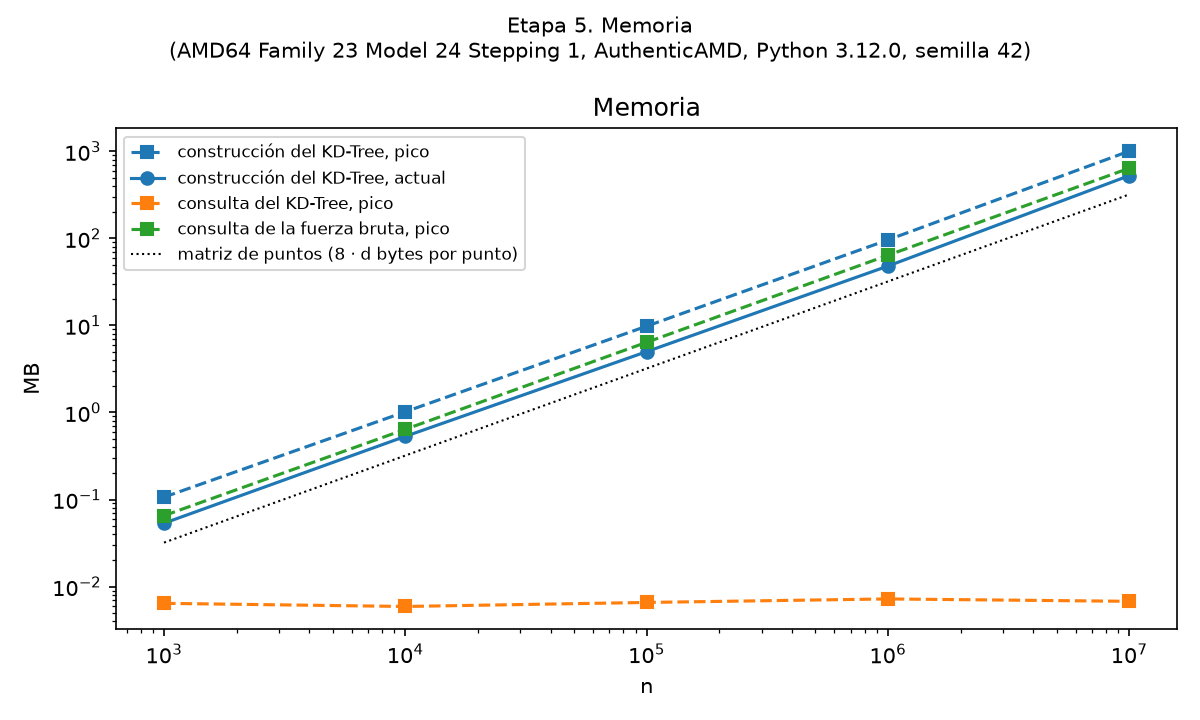 Etapa 5. Memoria
(AMD64 Family 23 Model 24 Stepping 1, AuthenticAMD, Python 3.12.0, semilla 42)
Memoria
construcción del KD-Tree, pico
construcción del KD-Tree, actual
consulta del KD-Tree, pico
consulta de la fuerza bruta, pico
matriz de puntos (8 · d bytes por punto)
MB
10³
10²
10¹
10⁰
10⁻¹
10⁻²
10³ 10⁴ 10⁵ 10⁶ 10⁷
n